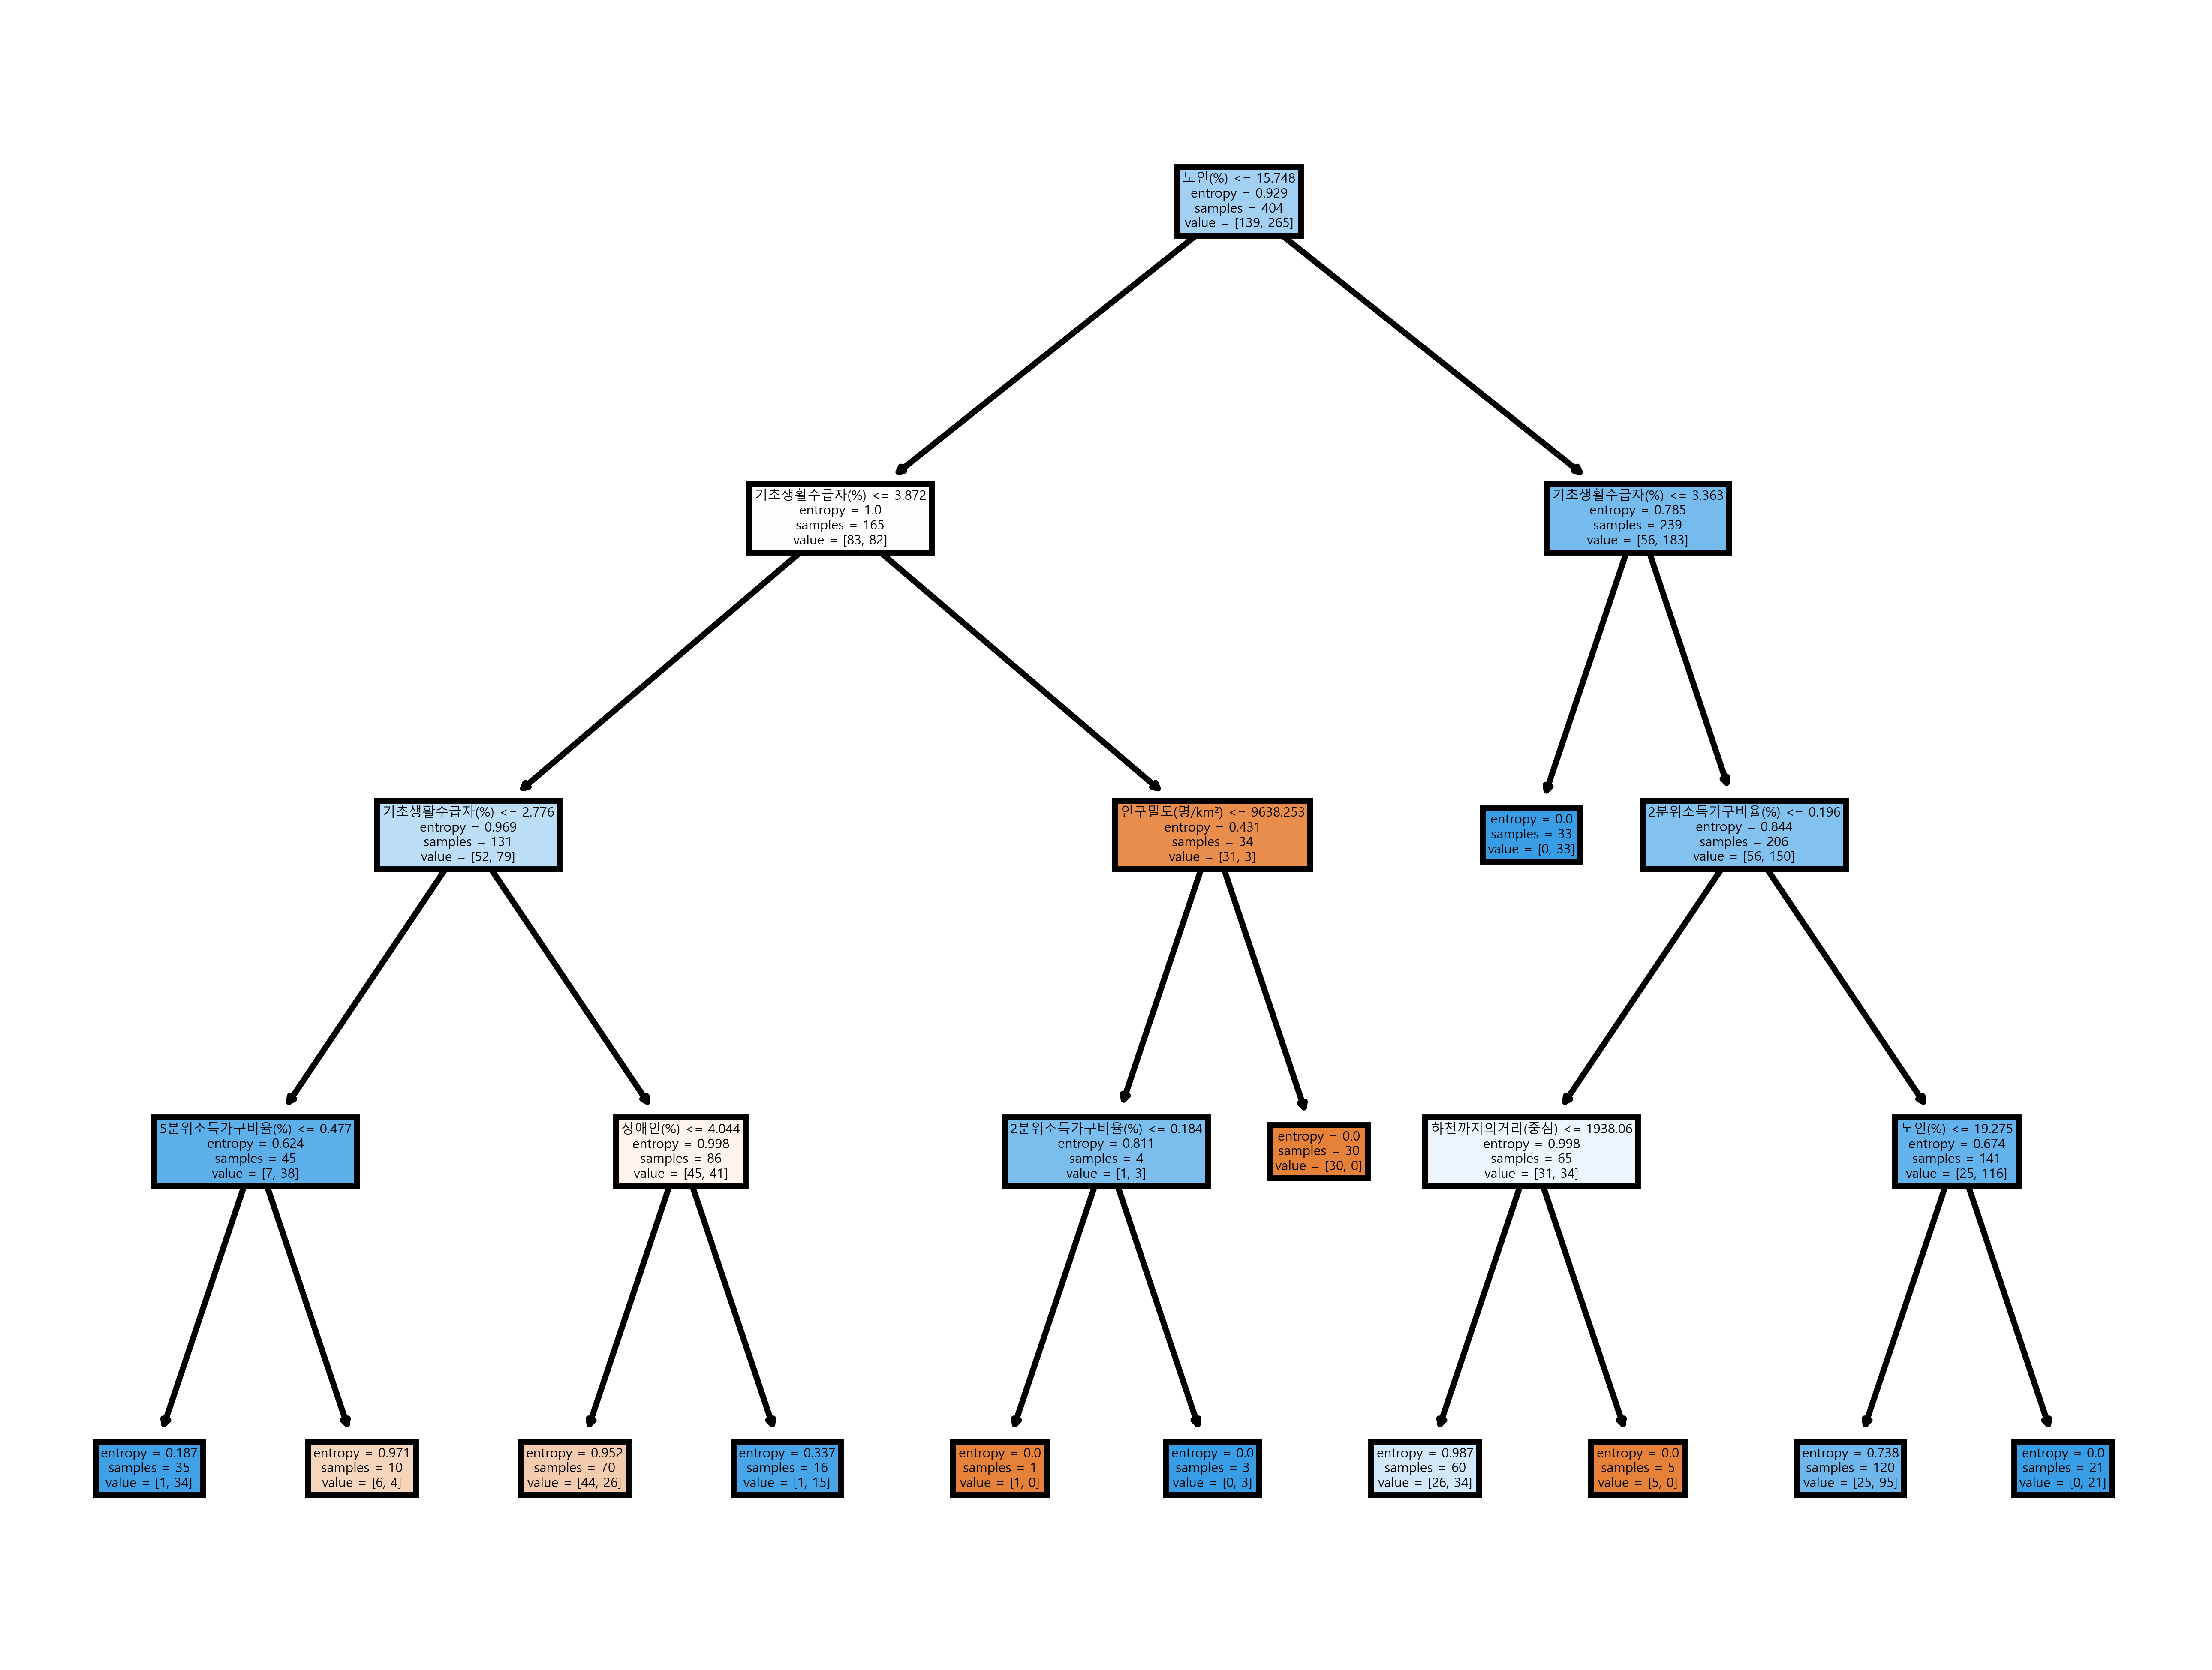 노인(%) <= 15.748
entropy = 0.929
samples = 404
value = [139, 265]
기초생활수급자(%) <= 3.872
entropy = 1.0
samples = 165
value = [83, 82]
기초생활수급자(%) <= 3.363
entropy = 0.785
samples = 239
value = [56, 183]
기초생활수급자(%) <= 2.776
entropy = 0.969
samples = 131
value = [52, 79]
인구밀도(명/km²) <= 9638.253
entropy = 0.431
samples = 34
value = [31, 3]
entropy = 0.0
samples = 33
value = [0, 33]
2분위소득가구비율(%) <= 0.196
entropy = 0.844
samples = 206
value = [56, 150]
5분위소득가구비율(%) <= 0.477
entropy = 0.624
samples = 45
value = [7, 38]
장애인(%) <= 4.044
entropy = 0.998
samples = 86
value = [45, 41]
2분위소득가구비율(%) <= 0.184
entropy = 0.811
samples = 4
value = [1, 3]
entropy = 0.0
samples = 30
value = [30, 0]
하천까지의거리(중심) <= 1938.06
entropy = 0.998
samples = 65
value = [31, 34]
노인(%) <= 19.275
entropy = 0.674
samples = 141
value = [25, 116]
entropy = 0.187
samples = 35
value = [1, 34]
entropy = 0.971
samples = 10
value = [6, 4]
entropy = 0.952
samples = 70
value = [44, 26]
entropy = 0.337
samples = 16
value = [1, 15]
entropy = 0.0
samples = 1
value = [1, 0]
entropy = 0.0
samples = 3
value = [0, 3]
entropy = 0.987
samples = 60
value = [26, 34]
entropy = 0.0
samples = 5
value = [5, 0]
entropy = 0.738
samples = 120
value = [25, 95]
entropy = 0.0
samples = 21
value = [0, 21]